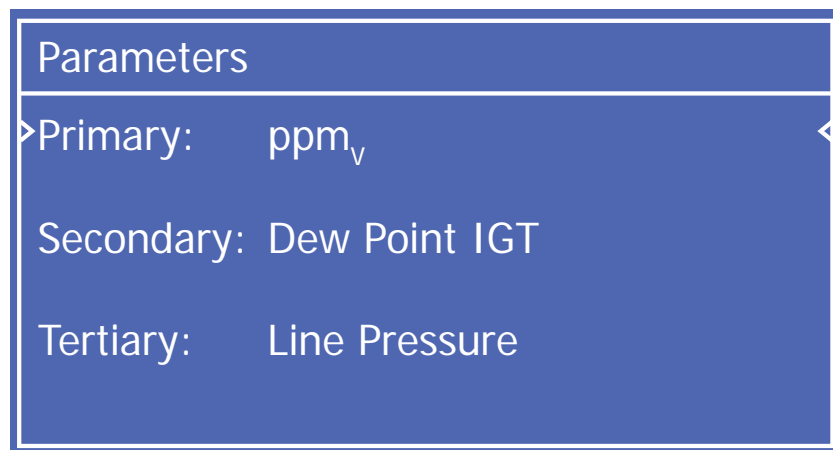 Parameters
>Primary: ppmv <
Secondary: Dew Point IGT
Tertiary: Line Pressure